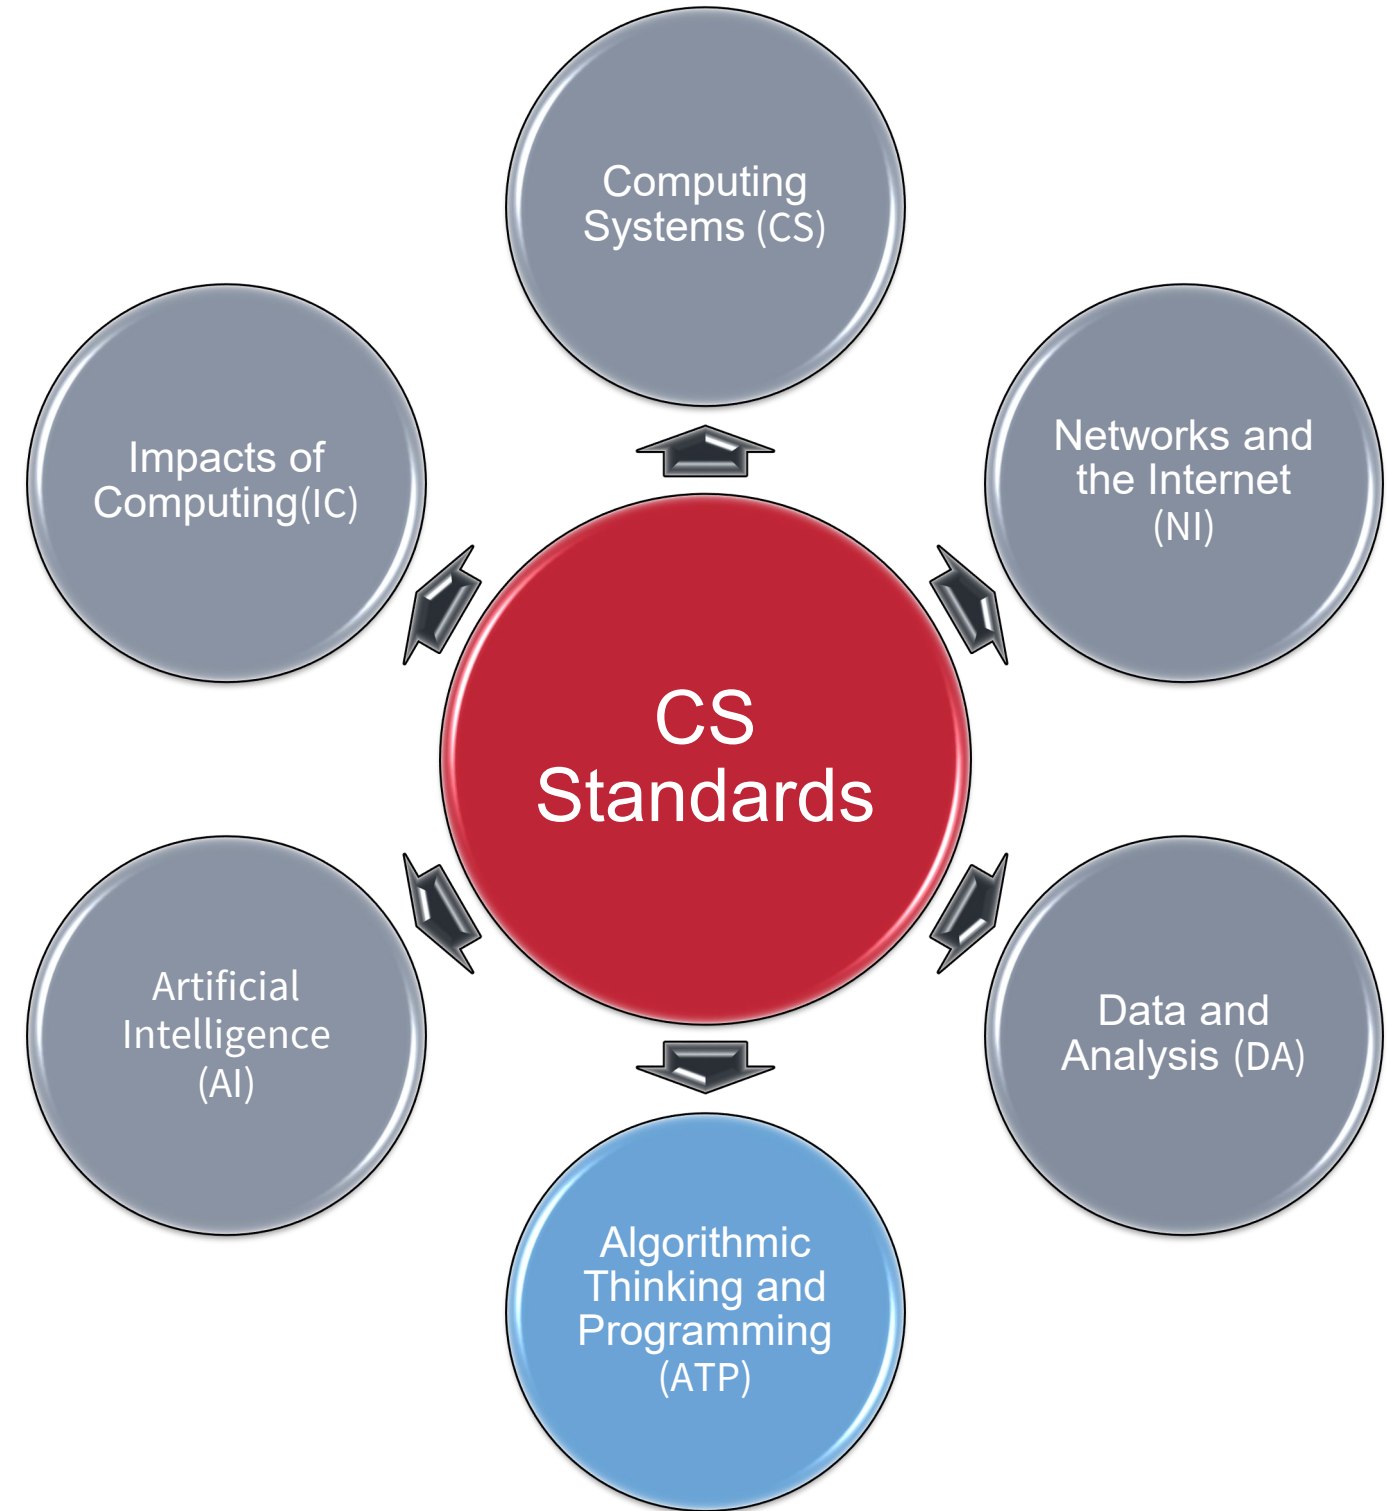 Computing
Systems (CS)
Networks and
the Internet
(NI)
Impacts of
Computing(IC)
CS
Standards
Artificial
Intelligence
(AI)
Data and
Analysis (DA)
Algorithmic
Thinking and
Programming
(ATP)